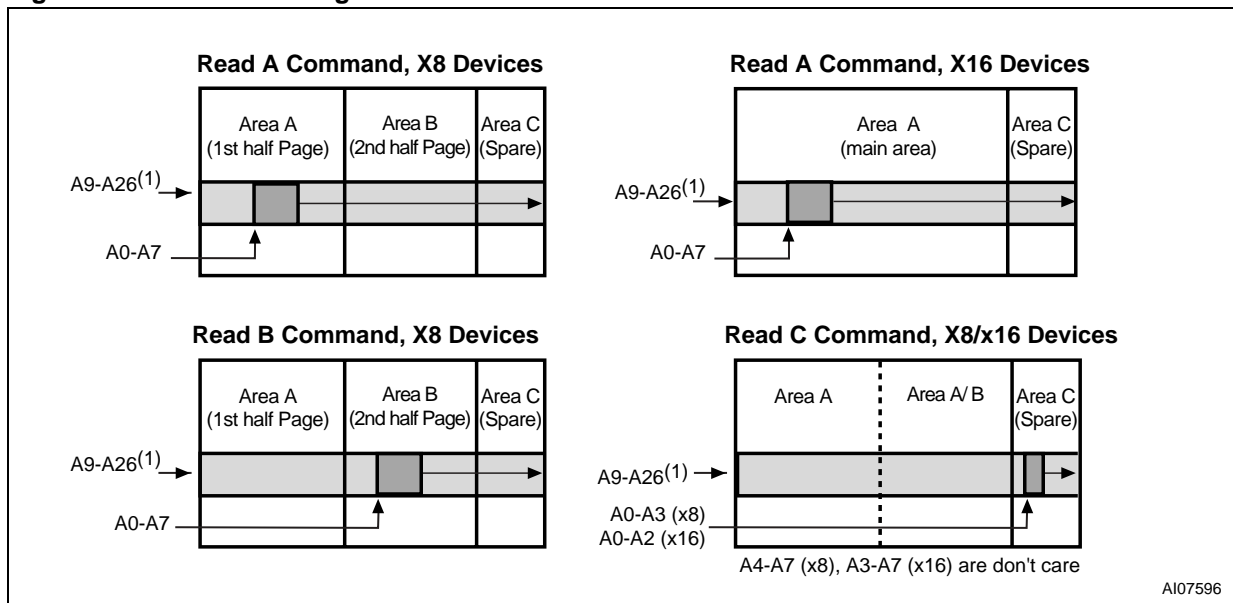 Read A Command, X8 Devices
Area A
(1st half Page)
Area B
(2nd half Page)
Area C
(Spare)
A9-A26(1)
A0-A7
Read A Command, X16 Devices
Area A
(main area)
Area C
(Spare)
A9-A26(1)
A0-A7
Read B Command, X8 Devices
Area A
(1st half Page)
Area B
(2nd half Page)
Area C
(Spare)
A9-A26(1)
A0-A7
Read C Command, X8/x16 Devices
Area A
Area A/ B
Area C
(Spare)
A9-A26(1)
A0-A3 (x8)
A0-A2 (x16)
A4-A7 (x8), A3-A7 (x16) are don't care
AI07596